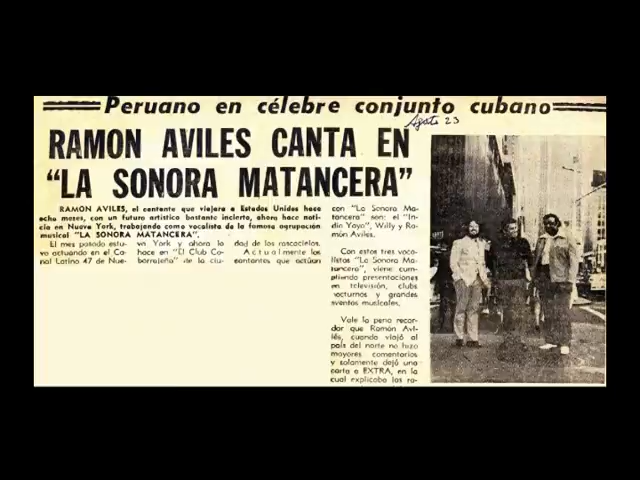 Peruano en célebre conjunto cubano
Agosto 23
RAMON AVILES CANTA EN
“LA SONORA MATANCERA”
RAMON AVILES, el cantante que viajara a Estados Unidos hace
ocho meses, con un futuro artístico bastante incierto, ahora hace noti-
cia en Nueva York, trabajando como vocalista de la famosa agrupación
musical “LA SONORA MATANCERA”.
El mes pasado estu-
vo actuando en el Ca-
nal Latino 47 de Nue-
va York y ahora lo
hace en “El Club Ca-
borrojeño” de la ciu-
dad de los rascacielos.
Actualmente los
cantantes que actúan
con “La Sonora Ma-
tancera” son: el “In-
dio Yayo”, Willy y Ra-
món Aviles.
Con estos tres voca-
listas “La Sonora Ma-
tancera”, viene cum-
pliendo presentaciones
en televisión, clubs
nocturnos y grandes
eventos musicales.
Vale la pena recor-
dar que Ramón Avi-
lés, cuando viajó al
país del norte no hizo
mayores comentarios
y solamente dejó una
carta a EXTRA, en la
cual explicaba las ra-